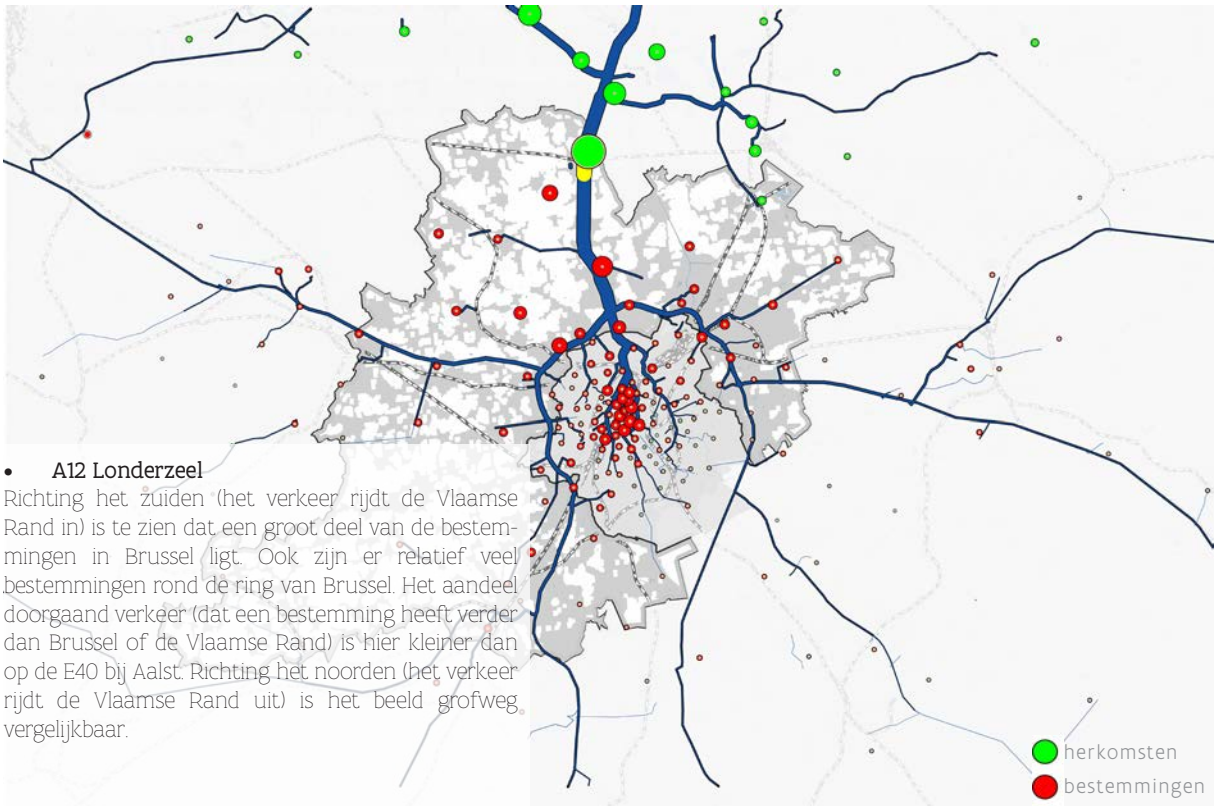 • A12 Londerzeel
Richting het zuiden (het verkeer rijdt de Vlaamse
Rand in) is te zien dat een groot deel van de bestem-
mingen in Brussel ligt. Ook zijn er relatief veel
bestemmingen rond de ring van Brussel. Het aandeel
doorgaand verkeer (dat een bestemming heeft verder
dan Brussel of de Vlaamse Rand) is hier kleiner dan
op de E40 bij Aalst. Richting het noorden (het verkeer
rijdt de Vlaamse Rand uit) is het beeld grofweg
vergelijkbaar.
herkomsten
bestemmingen